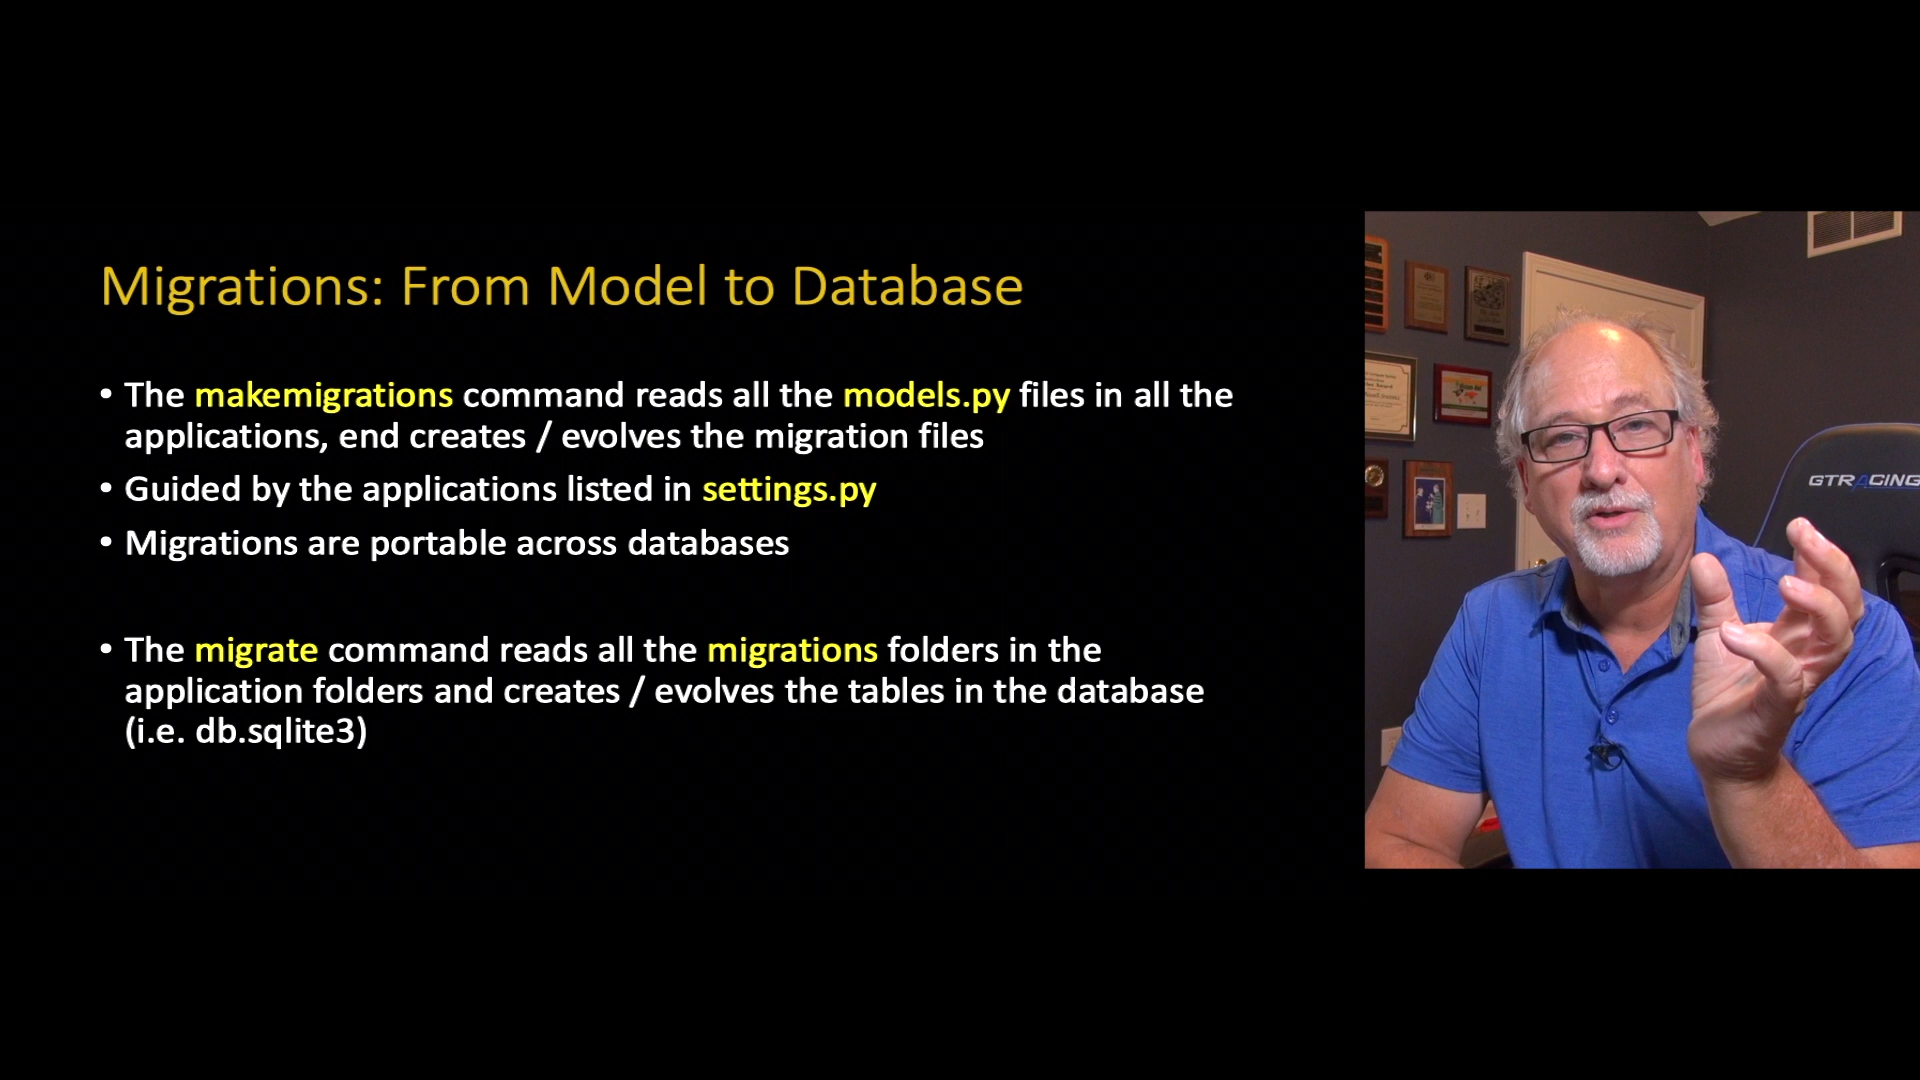 Migrations: From Model to Database
• The makemigrations command reads all the models.py files in all the
applications, end creates / evolves the migration files
• Guided by the applications listed in settings.py
• Migrations are portable across databases
• The migrate command reads all the migrations folders in the
application folders and creates / evolves the tables in the database
(i.e. db.sqlite3)
GTRACING